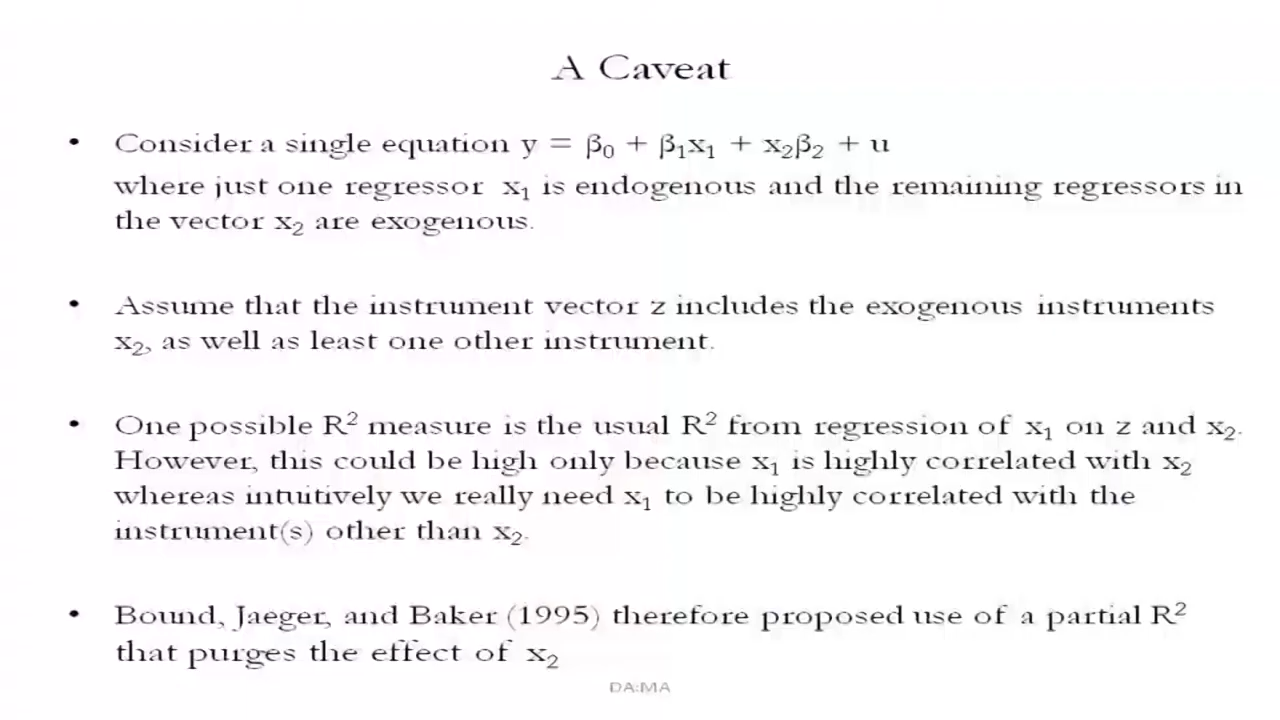 A Caveat
• Consider a single equation y = β₀ + β₁x₁ + x₂β₂ + u
where just one regressor x₁ is endogenous and the remaining regressors in
the vector x₂ are exogenous.
• Assume that the instrument vector z includes the exogenous instruments
x₂, as well as least one other instrument.
• One possible R² measure is the usual R² from regression of x₁ on z and x₂.
However, this could be high only because x₁ is highly correlated with x₂
whereas intuitively we really need x₁ to be highly correlated with the
instrument(s) other than x₂.
• Bound, Jaeger, and Baker (1995) therefore proposed use of a partial R²
that purges the effect of x₂
DA:MA